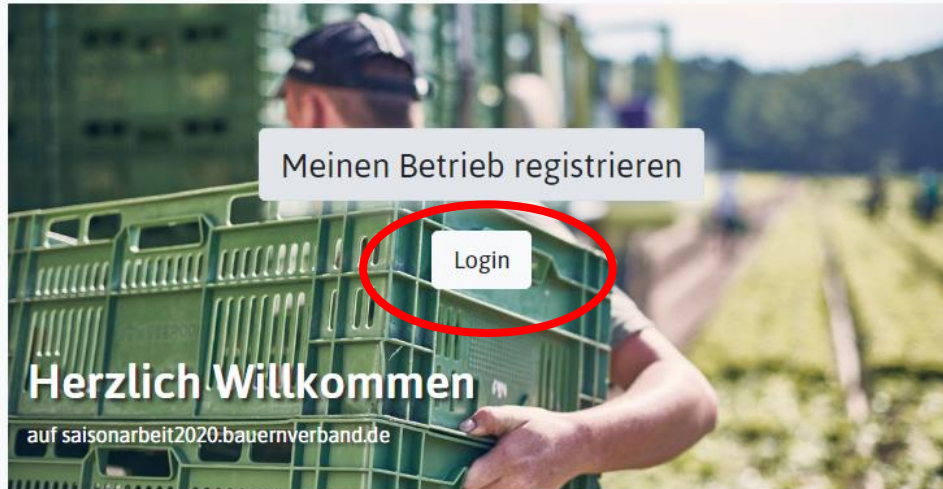 Meinen Betrieb registrieren
Login
Herzlich Willkommen
auf saisonarbeit2020.bauernverband.de